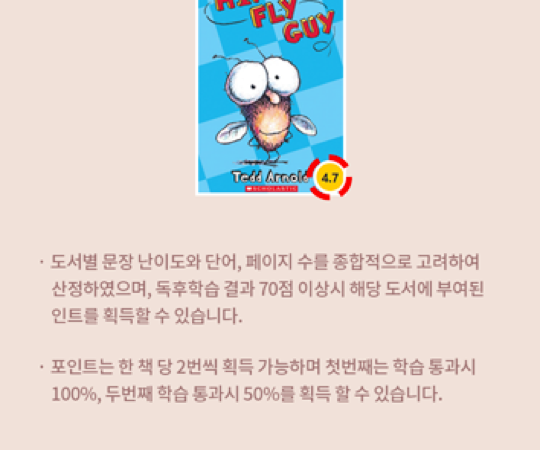 FLY
GUY
Tedd Arnold
SCHOLASTIC
4.7
· 도서별 문장 난이도와 단어, 페이지 수를 종합적으로 고려하여
산정하였으며, 독후학습 결과 70점 이상시 해당 도서에 부여된
인트를 획득할 수 있습니다.
· 포인트는 한 책 당 2번씩 획득 가능하며 첫번째는 학습 통과시
100%, 두번째 학습 통과시 50%를 획득 할 수 있습니다.